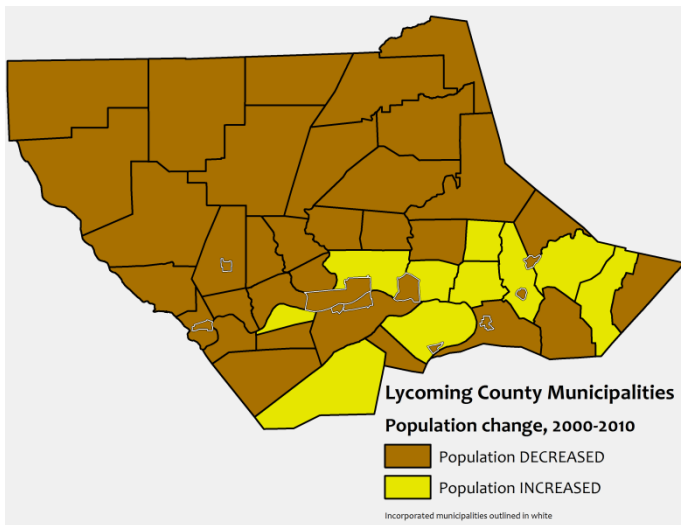 Lycoming County Municipalities
Population change, 2000-2010
Population DECREASED
Population INCREASED
Incorporated municipalities outlined in white